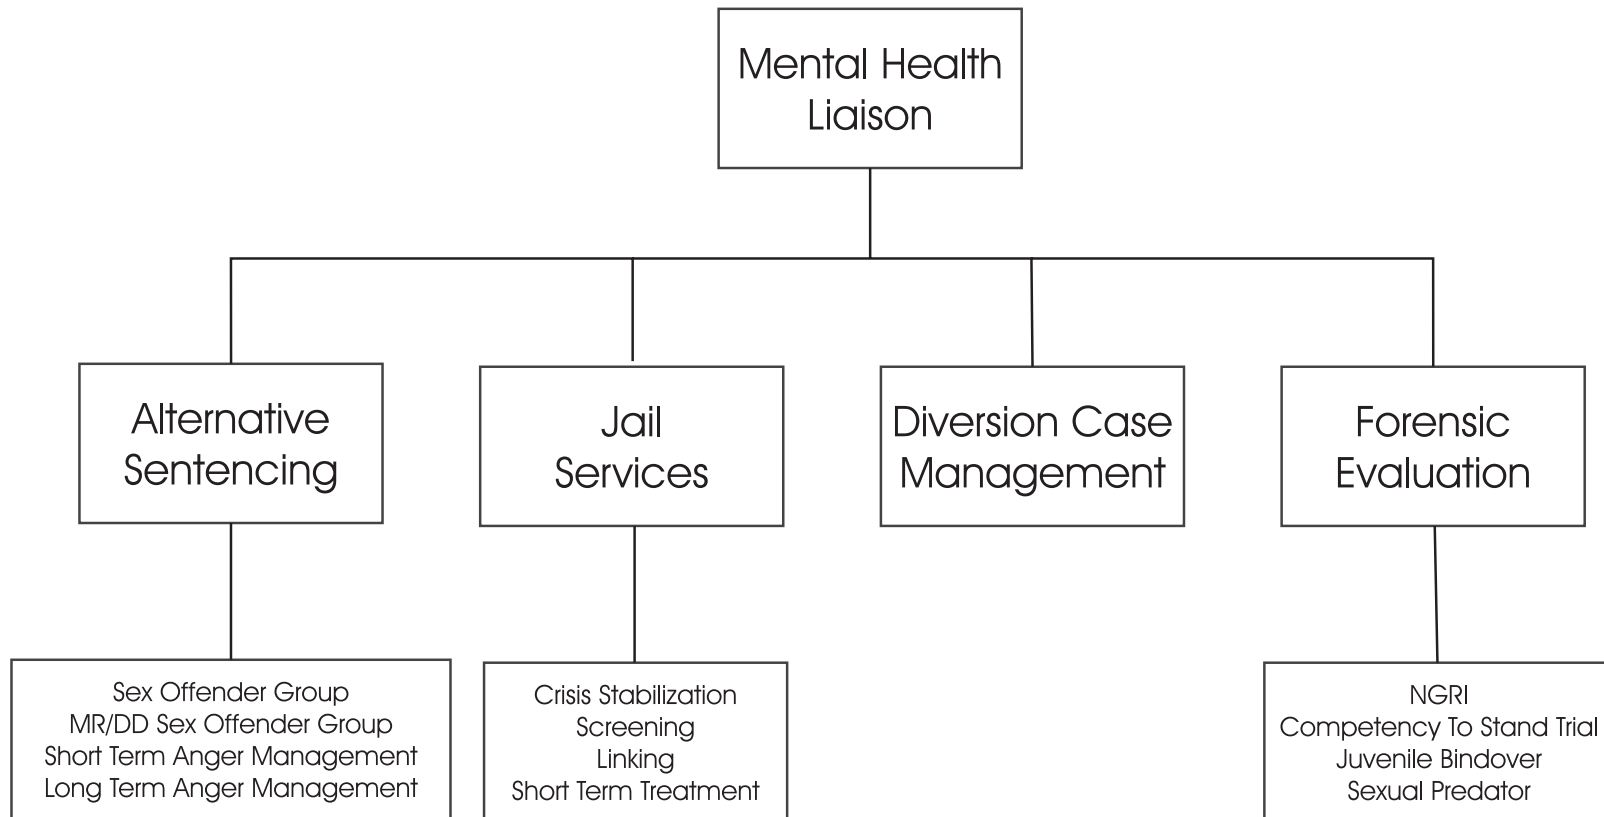 Mental Health
Liaison
Alternative
Sentencing
Jail
Services
Diversion Case
Management
Forensic
Evaluation
Sex Offender Group
MR/DD Sex Offender Group
Short Term Anger Management
Long Term Anger Management
Crisis Stabilization
Screening
Linking
Short Term Treatment
NGRI
Competency To Stand Trial
Juvenile Bindover
Sexual Predator